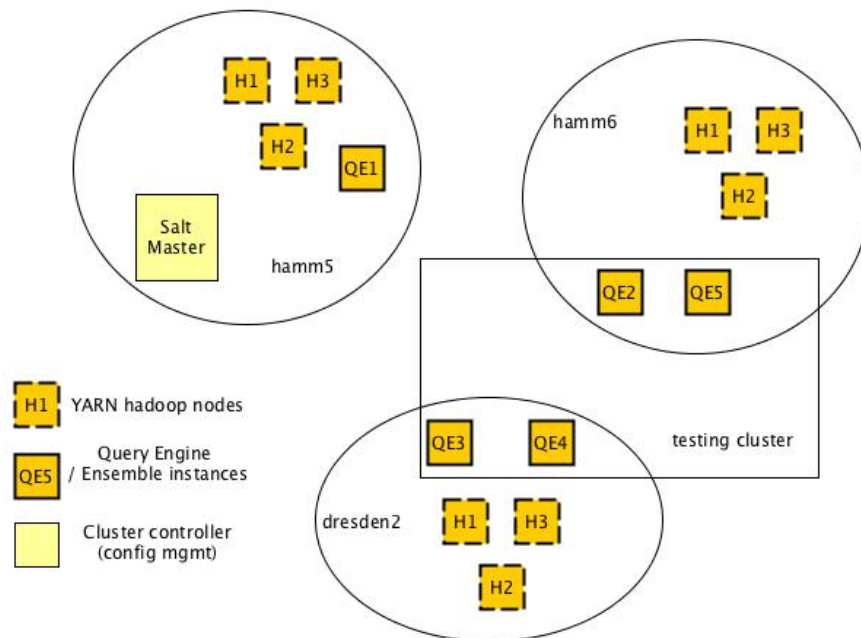 H1
H3
H2
QE1
Salt
Master
hamm5
hamm6
H1
H3
H2
QE2
QE5
testing cluster
QE3
QE4
dresden2
H1
H3
H2
H1
YARN hadoop nodes
QE5
Query Engine
/ Ensemble instances
Cluster controller
(config mgmt)